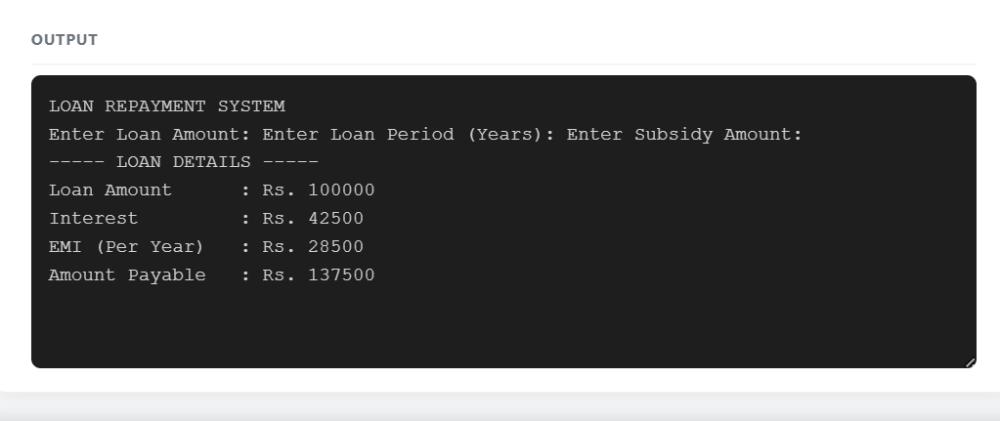 OUTPUT
LOAN REPAYMENT SYSTEM
Enter Loan Amount: Enter Loan Period (Years): Enter Subsidy Amount:
----- LOAN DETAILS -----
Loan Amount      : Rs. 100000
Interest         : Rs. 42500
EMI (Per Year)   : Rs. 28500
Amount Payable   : Rs. 137500